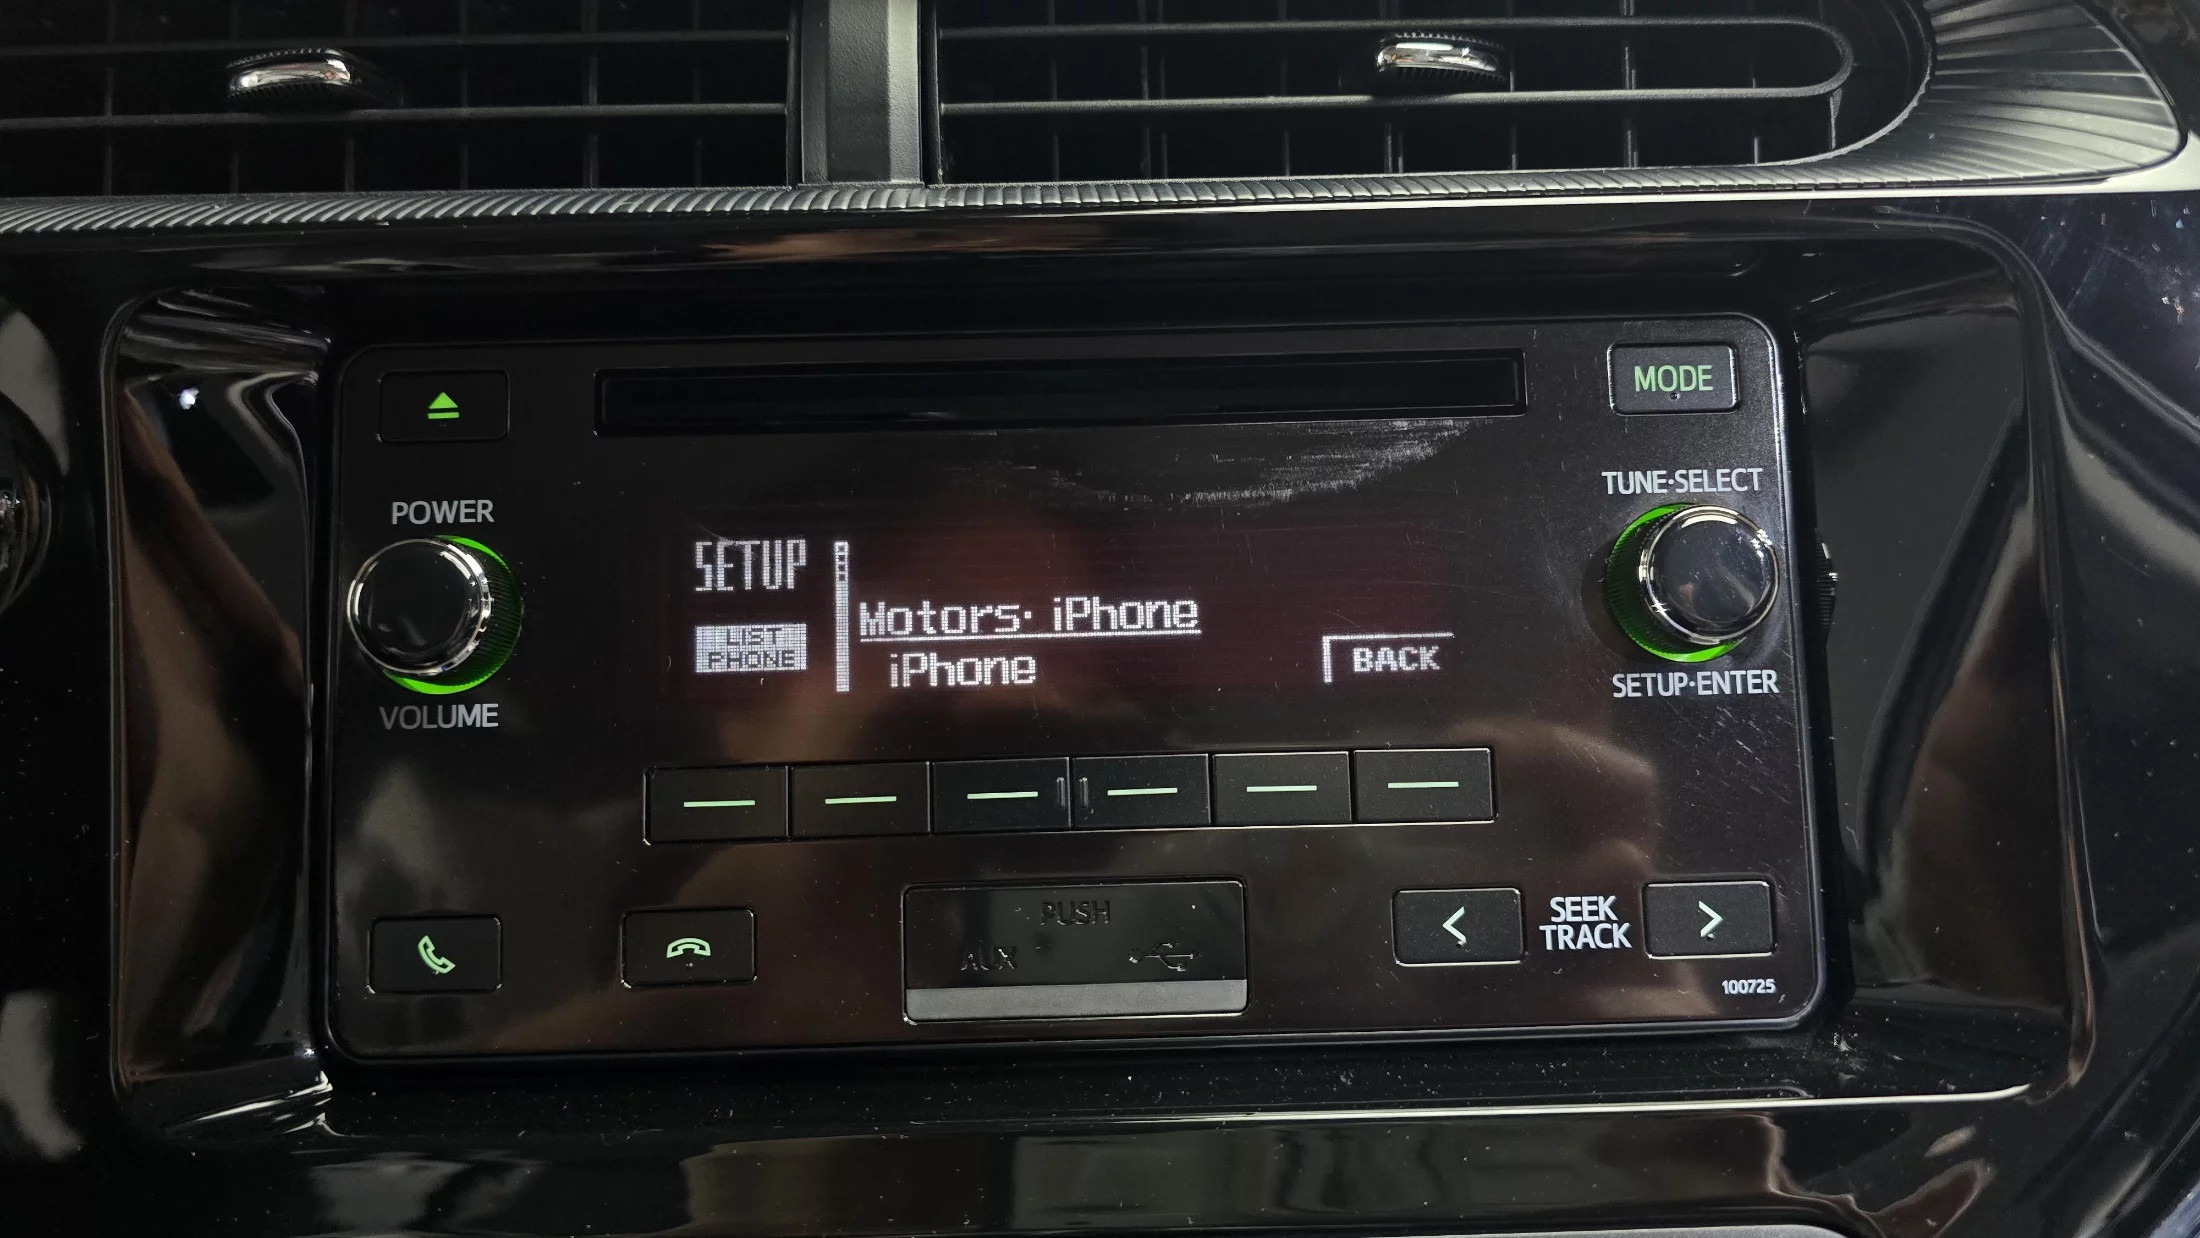 MODE
POWER
VOLUME
TUNE·SELECT
SETUP·ENTER
SETUP
LIST
PHONE
Motors· iPhone
iPhone
BACK
PUSH
AUX
SEEK
TRACK
100725